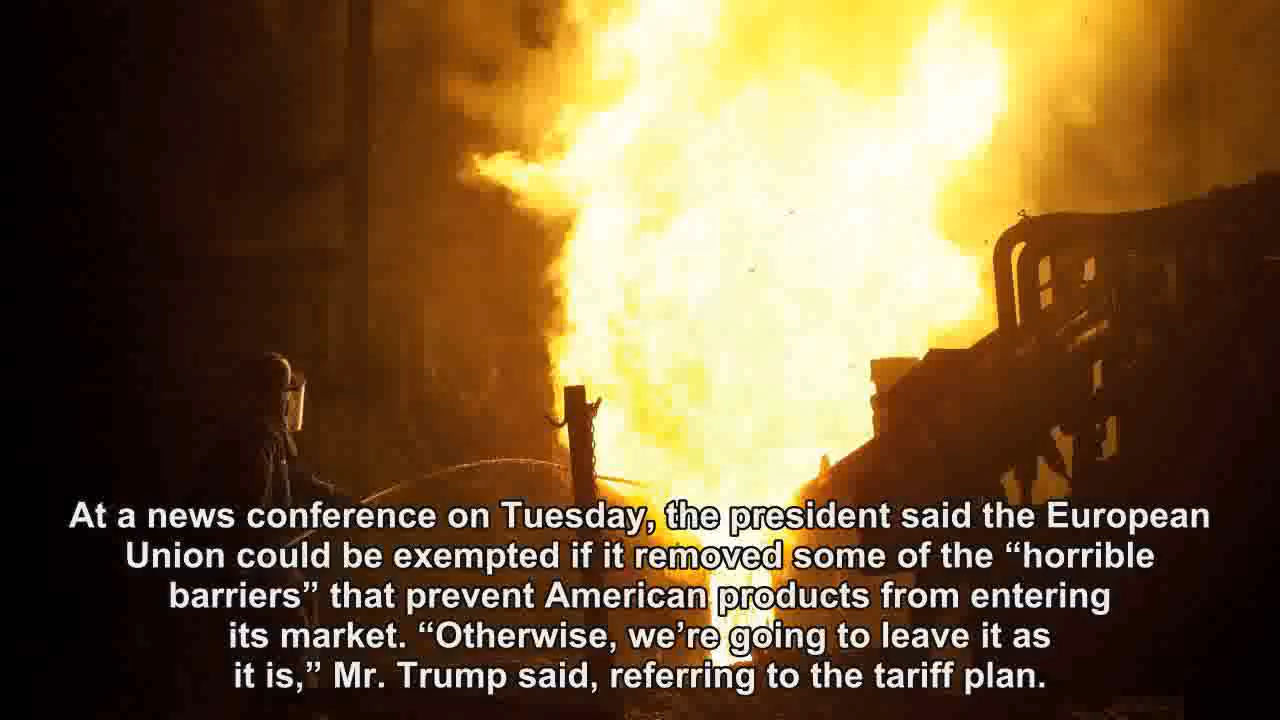 At a news conference on Tuesday, the president said the European
Union could be exempted if it removed some of the “horrible
barriers” that prevent American products from entering
its market. “Otherwise, we’re going to leave it as
it is,” Mr. Trump said, referring to the tariff plan.